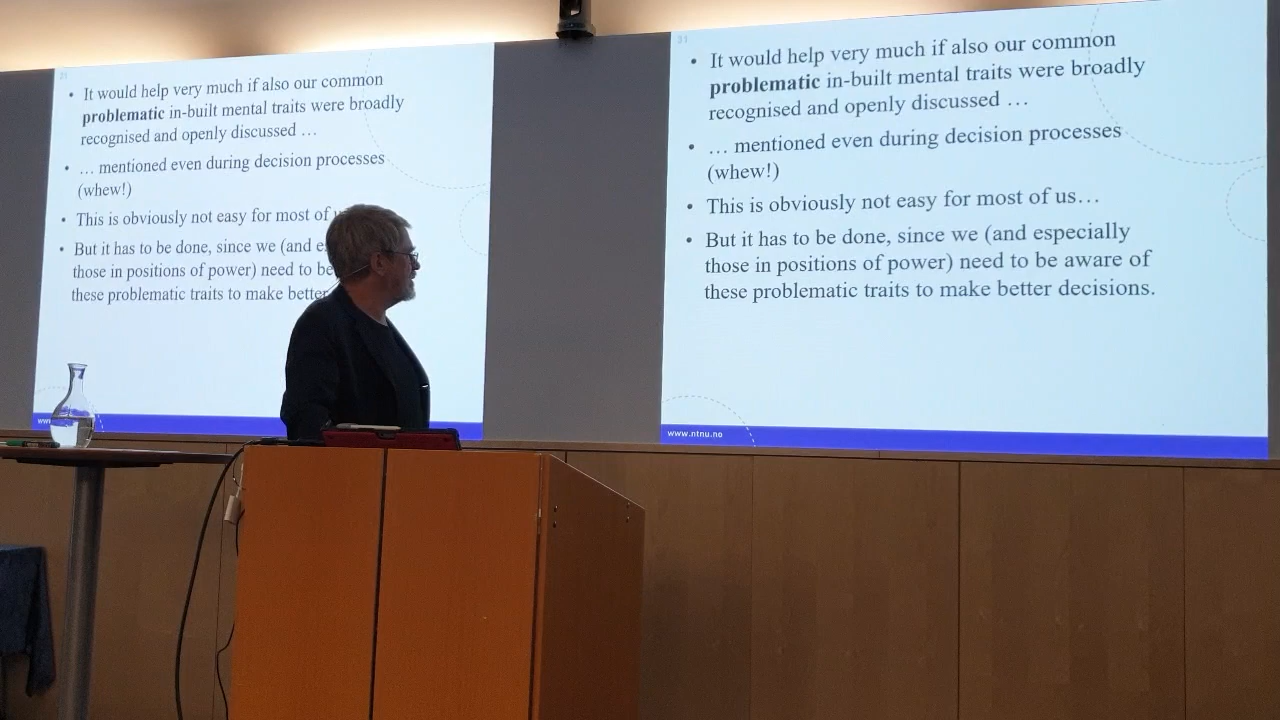 31
• It would help very much if also our common
problematic in-built mental traits were broadly
recognised and openly discussed …
• … mentioned even during decision processes
(whew!)
• This is obviously not easy for most of
• But it has to be done, since we (and
those in positions of power) need to be
these problematic traits to make better
31
• It would help very much if also our common
problematic in-built mental traits were broadly
recognised and openly discussed …
• … mentioned even during decision processes
(whew!)
• This is obviously not easy for most of us…
• But it has to be done, since we (and especially
those in positions of power) need to be aware of
these problematic traits to make better decisions.
www.ntnu.no